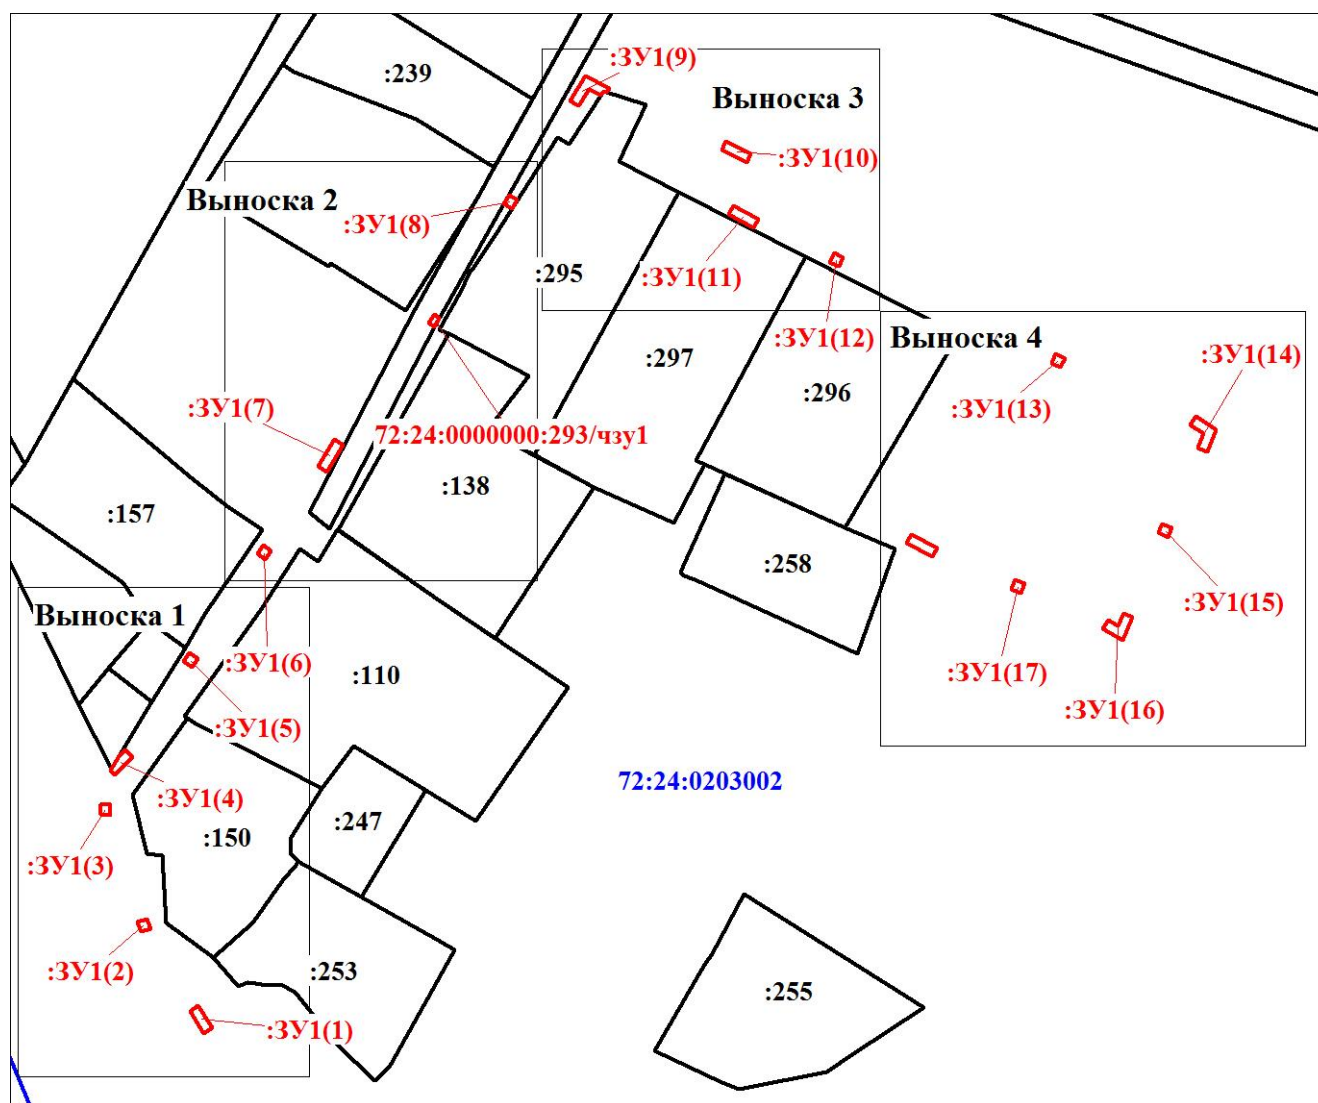 :ЗУ1(9)
:239
Выноска 3
:ЗУ1(10)
Выноска 2
:ЗУ1(8)
:295
:ЗУ1(11)
:ЗУ1(12)
Выноска 4
:297
:ЗУ1(14)
:296
:ЗУ1(13)
:ЗУ1(7)
72:24:0000000:293/чзу1
:138
:157
:258
:ЗУ1(15)
Выноска 1
:ЗУ1(6)
:110
:ЗУ1(17)
:ЗУ1(16)
:ЗУ1(5)
72:24:0203002
:ЗУ1(4)
:247
:150
:ЗУ1(3)
:ЗУ1(2)
:253
:255
:ЗУ1(1)